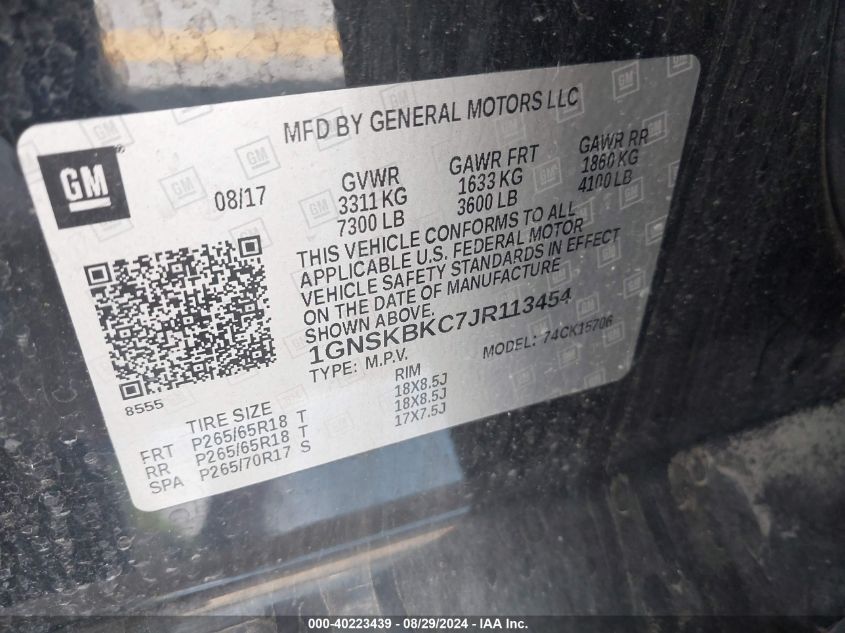 MFD BY GENERAL MOTORS LLC
GM
08/17
GVWR
3311 KG
7300 LB
GAWR FRT
1633 KG
3600 LB
GAWR RR
1860 KG
4100 LB
THIS VEHICLE CONFORMS TO ALL
APPLICABLE U.S. FEDERAL MOTOR
VEHICLE SAFETY STANDARDS IN EFFECT
ON THE DATE OF MANUFACTURE
SHOWN ABOVE.
1GNSKBKC7JR113454
TYPE: M.P.V. MODEL: 74CK15706
8555
TIRE SIZE RIM
FRT P265/65R18 T 18X8.5J
RR P265/65R18 T 18X8.5J
SPA P265/70R17 S 17X7.5J
000-40223439 - 08/29/2024 - IAA Inc.